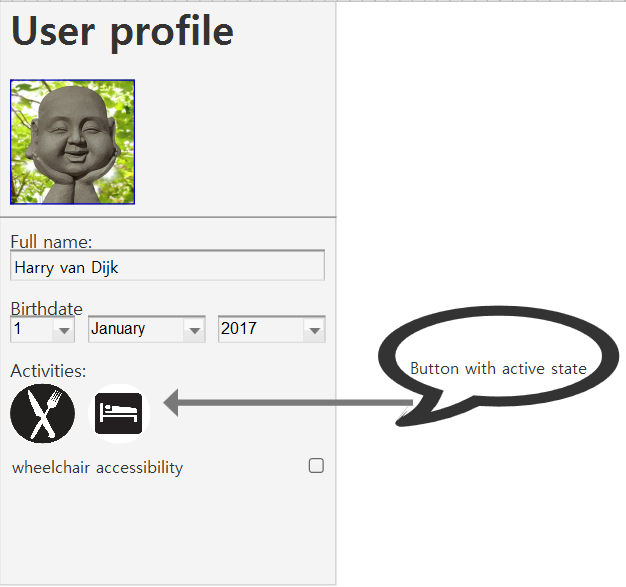 User profile
Full name:
Harry van Dijk
Birthdate
1 January 2017
Activities:
Button with active state
wheelchair accessibility